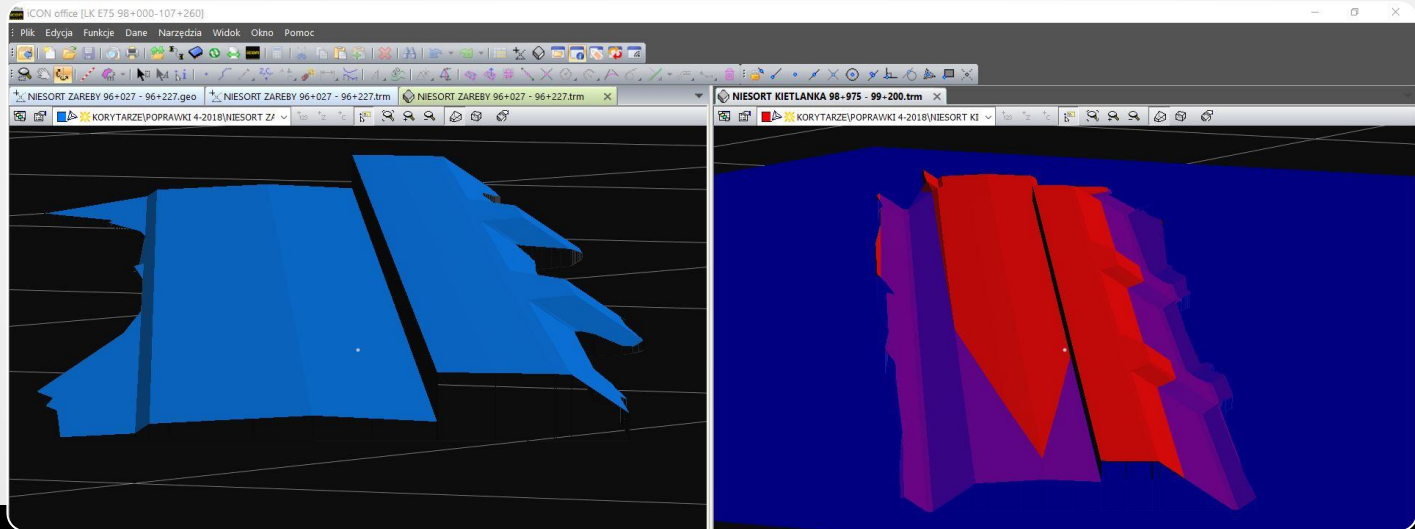 iCON office [LK E75 98+000-107+260]
Plik Edycja Funkcje Dane Narzędzia Widok Okno Pomoc
NIESORT ZAREBY 96+027 - 96+227.geo NIESORT ZAREBY 96+027 - 96+227.trm NIESORT ZAREBY 96+027 - 96+227.trm
NIESORT KIETLANKA 98+975 - 99+200.trm
KORYTARZE\POPRAWKI 4-2018\NIESORT ZA
KORYTARZE\POPRAWKI 4-2018\NIESORT KI